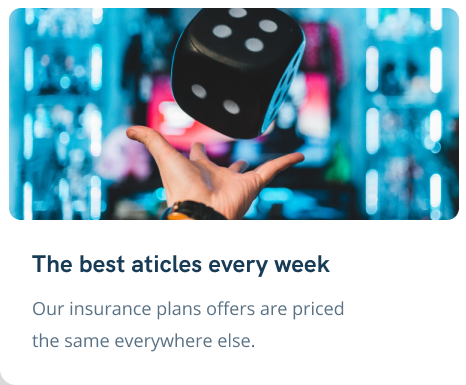 The best aticles every week
Our insurance plans offers are priced
the same everywhere else.